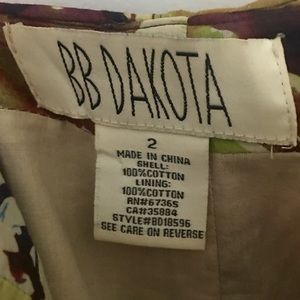 BB DAKOTA
2
MADE IN CHINA
SHELL:
100%COTTON
LINING:
100%COTTON
RN#67365
CA#35884
STYLE#BD18596
SEE CARE ON REVERSE